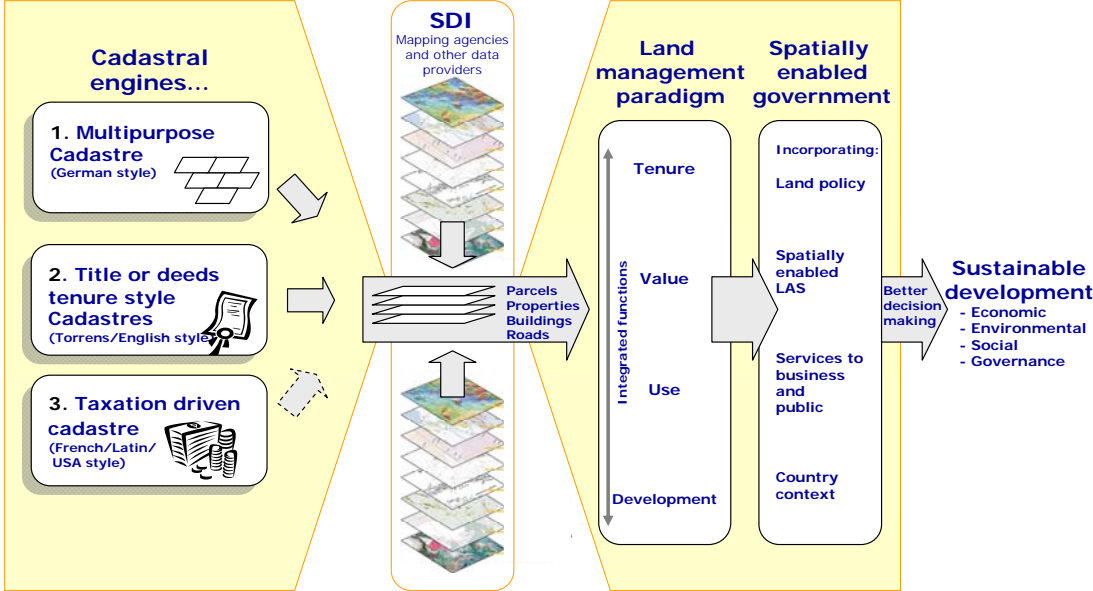 Cadastral
engines...
1. Multipurpose
Cadastre
(German style)
2. Title or deeds
tenure style
Cadastres
(Torrens/English style)
3. Taxation driven
cadastre
(French/Latin/
USA style)
SDI
Mapping agencies
and other data
providers
Parcels
Properties
Buildings
Roads
Land
management
paradigm
Integrated functions
Tenure
Value
Use
Development
Spatially
enabled
government
Incorporating:
Land policy
Spatially
enabled
LAS
Services to
business
and
public
Country
context
Better
decision
making
Sustainable
development
- Economic
- Environmental
- Social
- Governance